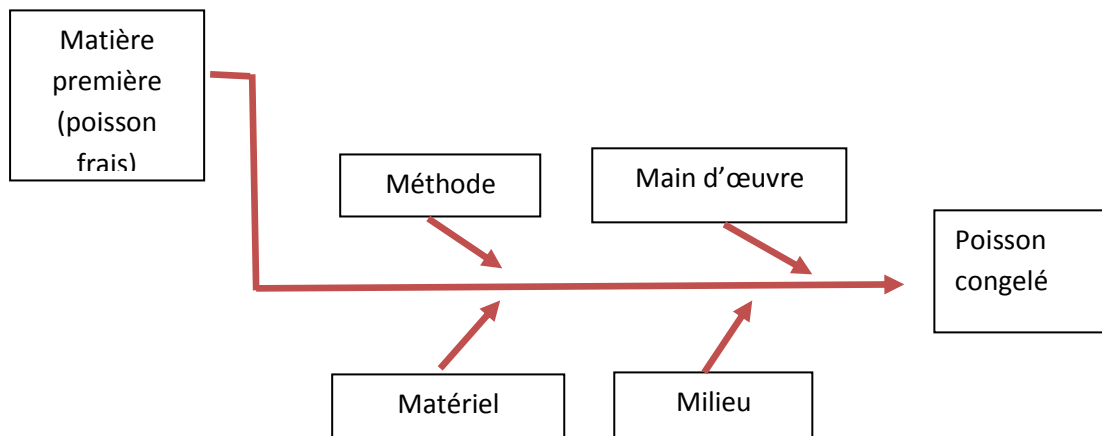 Matière
première
(poisson
frais)
Méthode
Main d’œuvre
Poisson
congelé
Matériel
Milieu